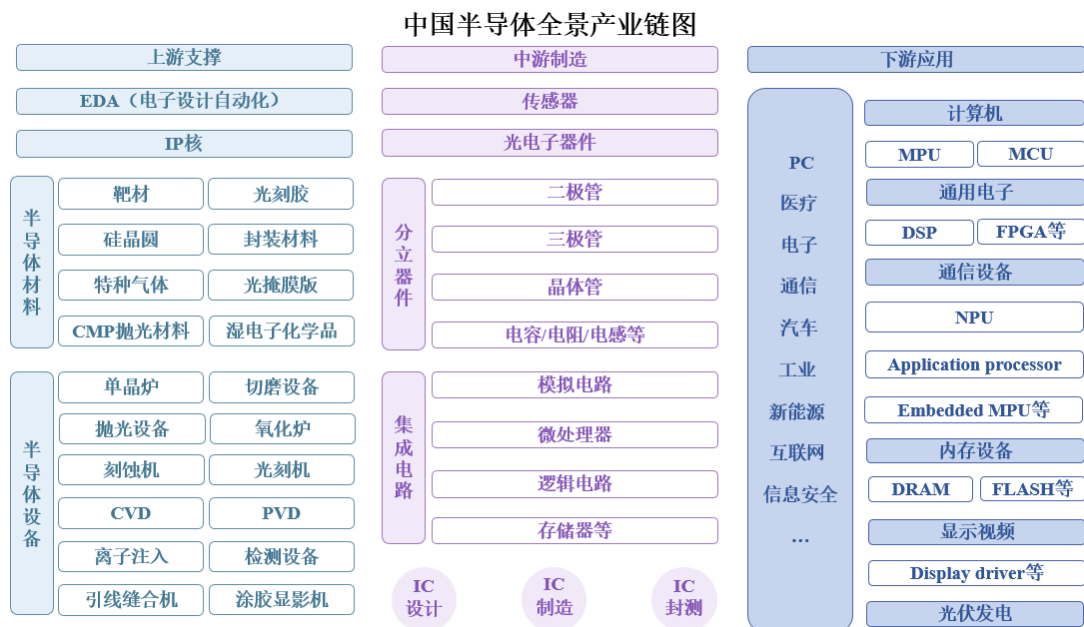 中国半导体全景产业链图
上游支撑
EDA（电子设计自动化）
IP核
半导体材料
靶材
光刻胶
硅晶圆
封装材料
特种气体
光掩膜版
CMP抛光材料
湿电子化学品
半导体设备
单晶炉
切磨设备
抛光设备
氧化炉
刻蚀机
光刻机
CVD
PVD
离子注入
检测设备
引线缝合机
涂胶显影机
中游制造
传感器
光电子器件
分立器件
二极管
三极管
晶体管
电容/电阻/电感等
集成电路
模拟电路
微处理器
逻辑电路
存储器等
IC
设计
IC
制造
IC
封测
下游应用
PC
医疗
电子
通信
汽车
工业
新能源
互联网
信息安全
…
计算机
MPU
MCU
通用电子
DSP
FPGA等
通信设备
NPU
Application processor
Embedded MPU等
内存设备
DRAM
FLASH等
显示视频
Display driver等
光伏发电